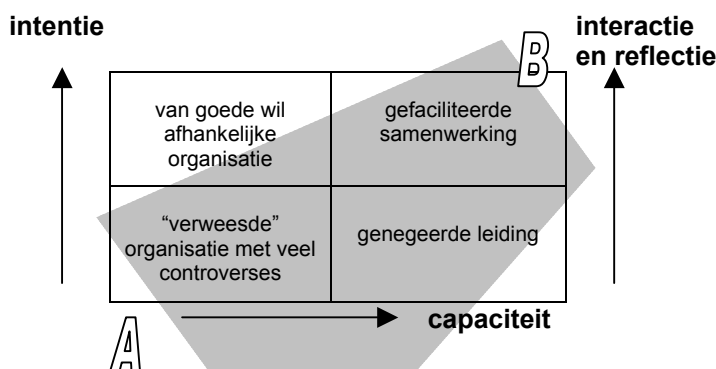 intentie
interactie
en reflectie
B
van goede wil
afhankelijke
organisatie
gefaciliteerde
samenwerking
“verweesde”
organisatie met veel
controverses
genegeerde leiding
capaciteit
A